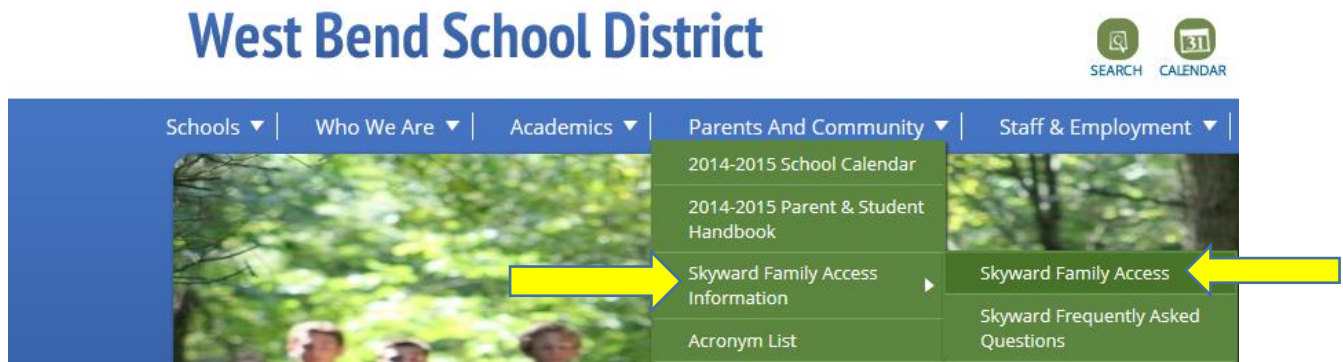 West Bend School District
31
SEARCH CALENDAR
Schools Who We Are Academics Parents And Community Staff & Employment
2014-2015 School Calendar
2014-2015 Parent & Student
Handbook
Skyward Family Access
Information
Acronym List
Skyward Family Access
Skyward Frequently Asked
Questions